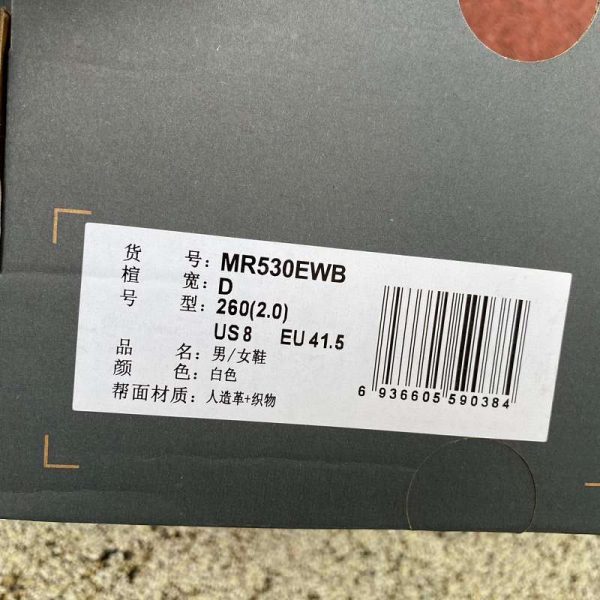 货 号：MR530EWB
楦 宽：D
号 型：260(2.0)
US 8 EU 41.5
品 名：男/女鞋
颜 色：白色
帮面材质：人造革+织物
6 936605 590384